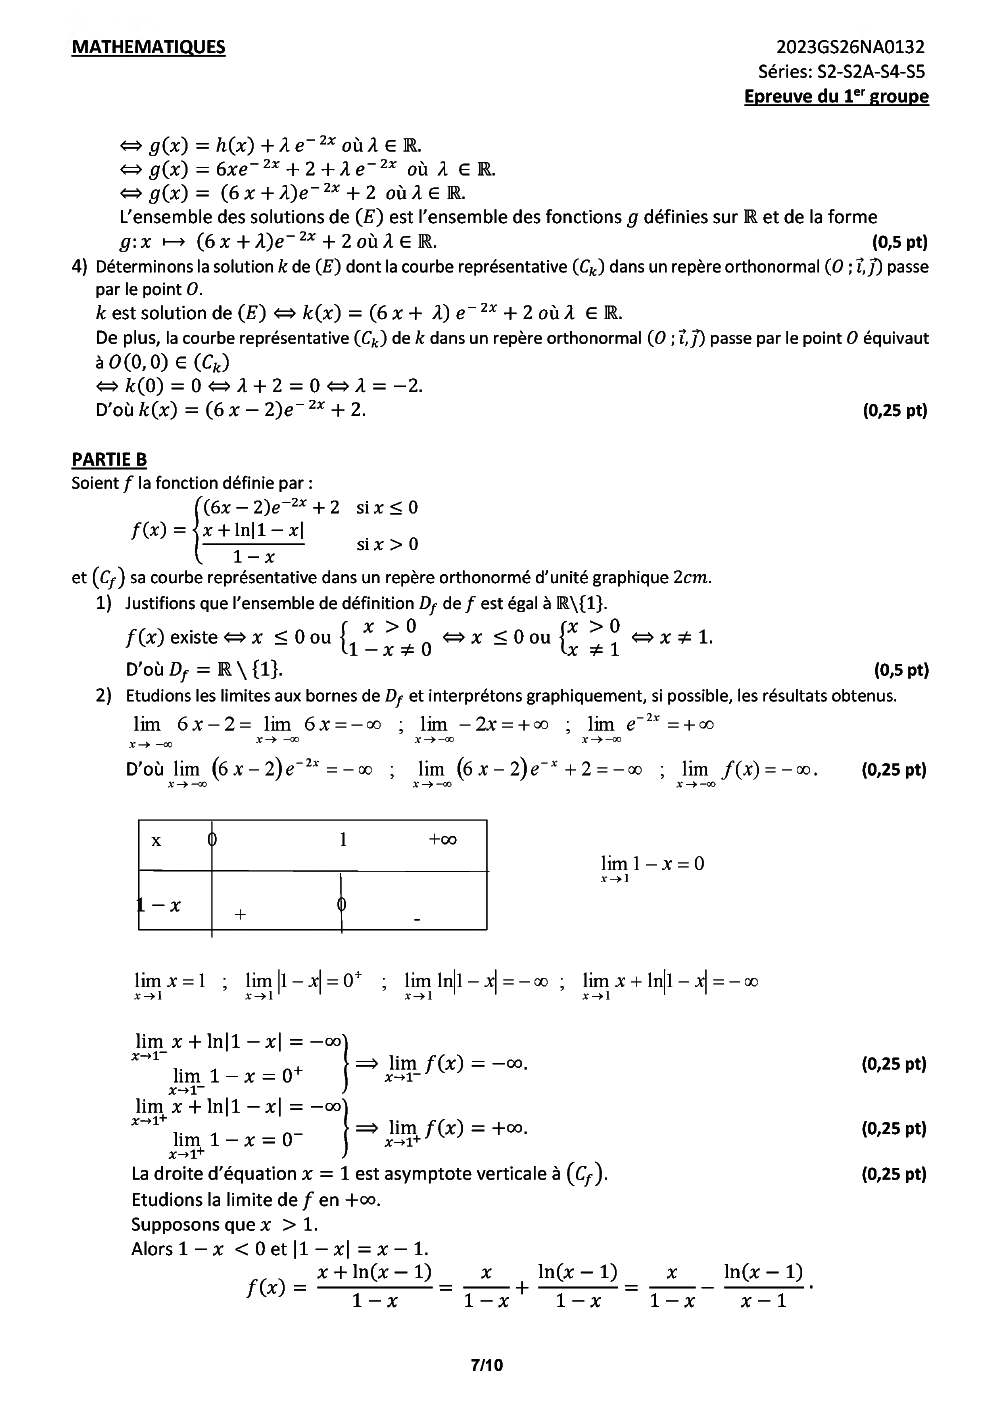 MATHEMATIQUES 2023GS26NA0132
Séries: S2-S2A-S4-S5
Epreuve du 1er groupe
⟺ g(x) = h(x) + λ e^{− 2x} où λ ∈ ℝ.
⟺ g(x) = 6xe^{− 2x} + 2 + λ e^{− 2x} où λ ∈ ℝ.
⟺ g(x) = (6 x + λ)e^{− 2x} + 2 où λ ∈ ℝ.
L'ensemble des solutions de (E) est l'ensemble des fonctions g définies sur ℝ et de la forme
g: x ⟼ (6 x + λ)e^{− 2x} + 2 où λ ∈ ℝ. (0,5 pt)
4) Déterminons la solution k de (E) dont la courbe représentative (C_k) dans un repère orthonormal (O ; i⃗, j⃗) passe
par le point O.
k est solution de (E) ⟺ k(x) = (6 x + λ) e^{− 2x} + 2 où λ ∈ ℝ.
De plus, la courbe représentative (C_k) de k dans un repère orthonormal (O ; i⃗, j⃗) passe par le point O équivaut
à O(0, 0) ∈ (C_k)
⟺ k(0) = 0 ⟺ λ + 2 = 0 ⟺ λ = −2.
D'où k(x) = (6 x − 2)e^{− 2x} + 2. (0,25 pt)
PARTIE B
Soient f la fonction définie par :
f(x) = { (6x − 2)e^{−2x} + 2 si x ≤ 0
x + ln|1 − x| / 1 − x si x > 0
et (C_f) sa courbe représentative dans un repère orthonormé d'unité graphique 2cm.
1) Justifions que l'ensemble de définition D_f de f est égal à ℝ\{1}.
f(x) existe ⟺ x ≤ 0 ou { x > 0 ; 1 − x ≠ 0 ⟺ x ≤ 0 ou { x > 0 ; x ≠ 1 ⟺ x ≠ 1.
D'où D_f = ℝ \ {1}. (0,5 pt)
2) Etudions les limites aux bornes de D_f et interprétons graphiquement, si possible, les résultats obtenus.
lim_{x→ −∞} 6 x − 2 = lim_{x→ −∞} 6 x = − ∞ ; lim_{x→−∞} − 2x = + ∞ ; lim_{x→−∞} e^{−2x} = + ∞
D'où lim_{x→−∞} (6 x − 2)e^{−2x} = − ∞ ; lim_{x→−∞} (6 x − 2)e^{−x} + 2 = − ∞ ; lim_{x→−∞} f(x) = − ∞. (0,25 pt)
x 0 1 +∞
lim_{x→1} 1 − x = 0
1 − x + 0 -
lim_{x→1} x = 1 ; lim_{x→1} |1 − x| = 0⁺ ; lim_{x→1} ln|1 − x| = − ∞ ; lim_{x→1} x + ln|1 − x| = − ∞
lim_{x→1⁻} x + ln|1 − x| = −∞
lim_{x→1⁻} 1 − x = 0⁺ } ⟹ lim_{x→1⁻} f(x) = −∞. (0,25 pt)
lim_{x→1⁺} x + ln|1 − x| = −∞
lim_{x→1⁺} 1 − x = 0⁻ } ⟹ lim_{x→1⁺} f(x) = +∞. (0,25 pt)
La droite d'équation x = 1 est asymptote verticale à (C_f). (0,25 pt)
Etudions la limite de f en +∞.
Supposons que x > 1.
Alors 1 − x < 0 et |1 − x| = x − 1.
f(x) = x + ln(x − 1) / 1 − x = x / 1 − x + ln(x − 1) / 1 − x = x / 1 − x − ln(x − 1) / x − 1 .
7/10